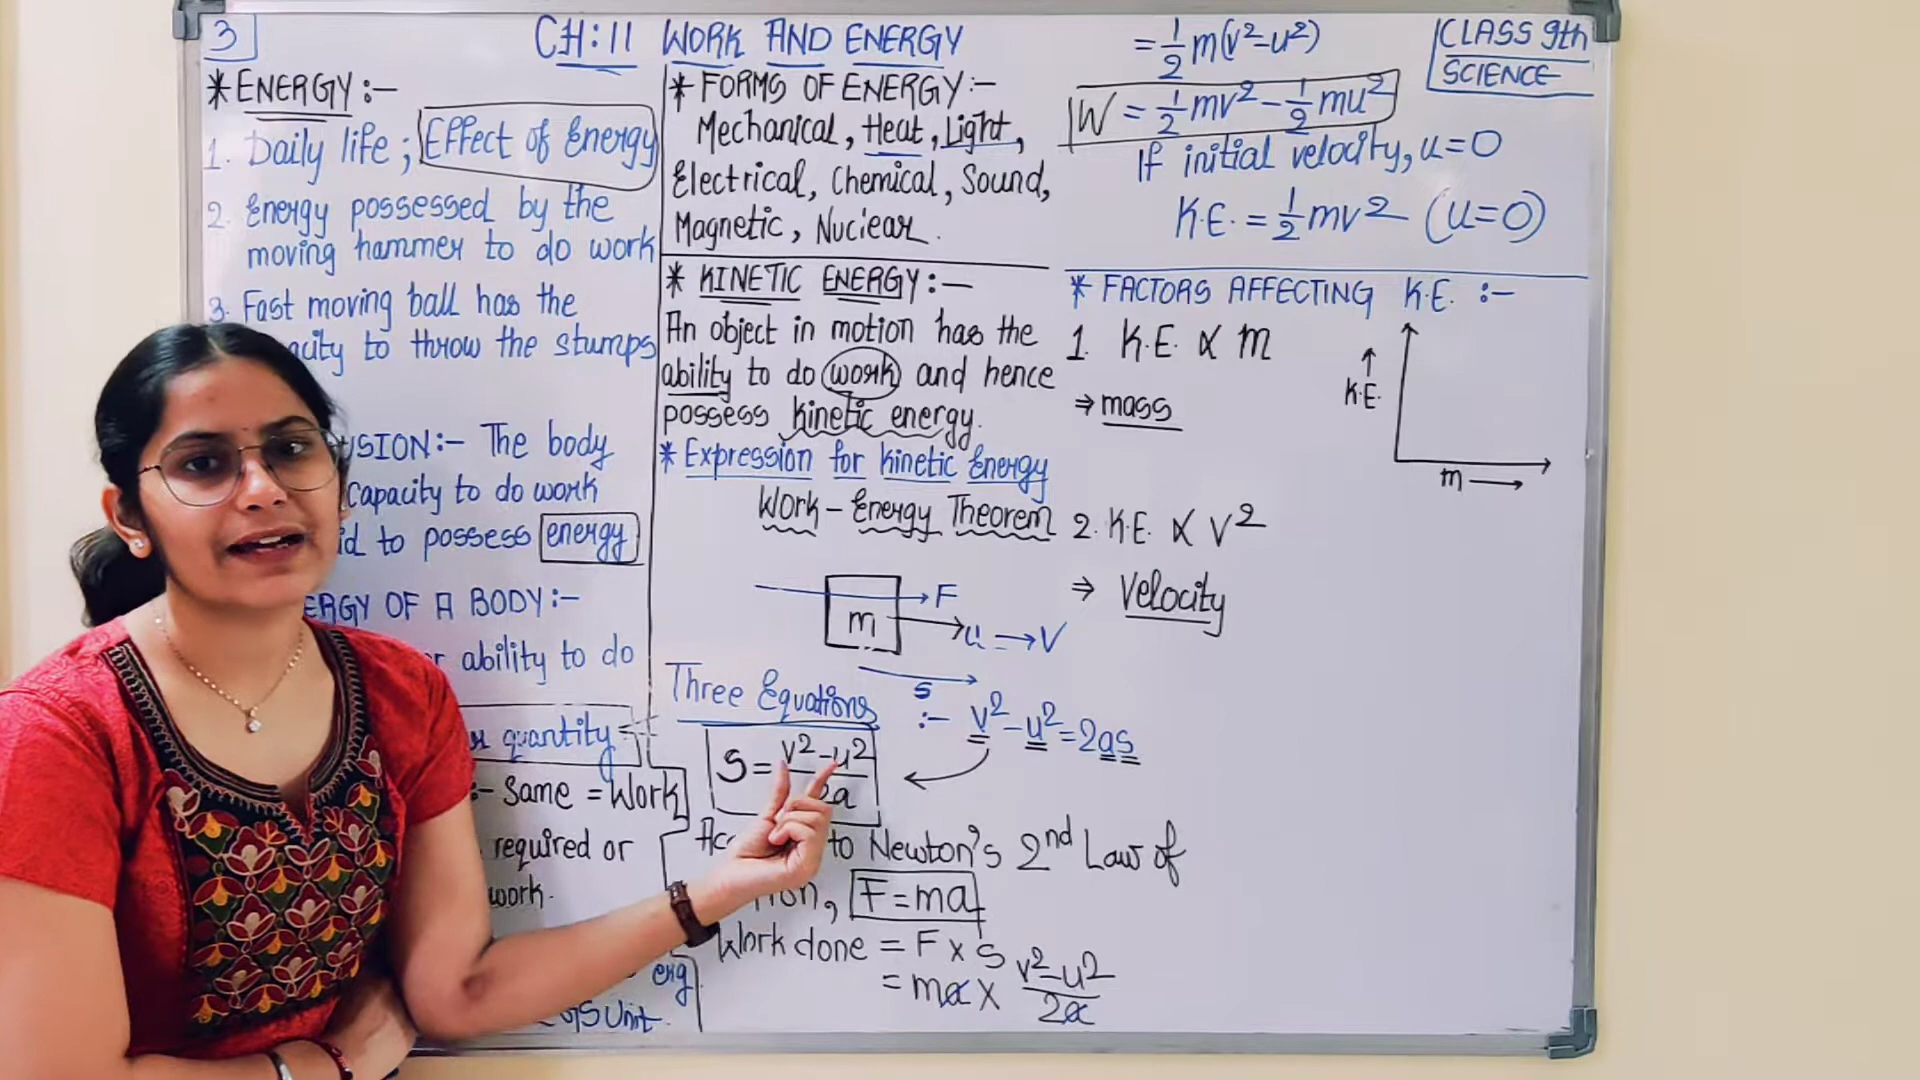 3
CH:11 WORK AND ENERGY
CLASS 9th
SCIENCE
* ENERGY :-
1. Daily life ; Effect of Energy
2. Energy possessed by the
moving hammer to do work
3. Fast moving ball has the
to throw the stumps
:- The body
capacity to do work
to possess energy
OF A BODY :-
ability to do
quantity
:- Same = Work
required or
work.
erg
Unit.
* FORMS OF ENERGY :-
Mechanical, Heat, Light,
Electrical, Chemical, Sound,
Magnetic, Nuclear.
* KINETIC ENERGY :-
An object in motion has the
ability to do work and hence
possess kinetic energy.
* Expression for kinetic Energy
Work - Energy Theorem
F
m
u → V
s
Three Equations :- v² - u² = 2as
S = v² - u² / 2a
to Newton's 2nd Law of
F = ma
Work done = F x S
= ma x v² - u² / 2a
= 1/2 m(v² - u²)
W = 1/2 mv² - 1/2 mu²
If initial velocity, u = 0
K.E. = 1/2 mv² (u = 0)
* FACTORS AFFECTING K.E. :-
1. K.E. ∝ m
⇒ mass
↑
K.E.
m →
2. K.E. ∝ V²
⇒ Velocity